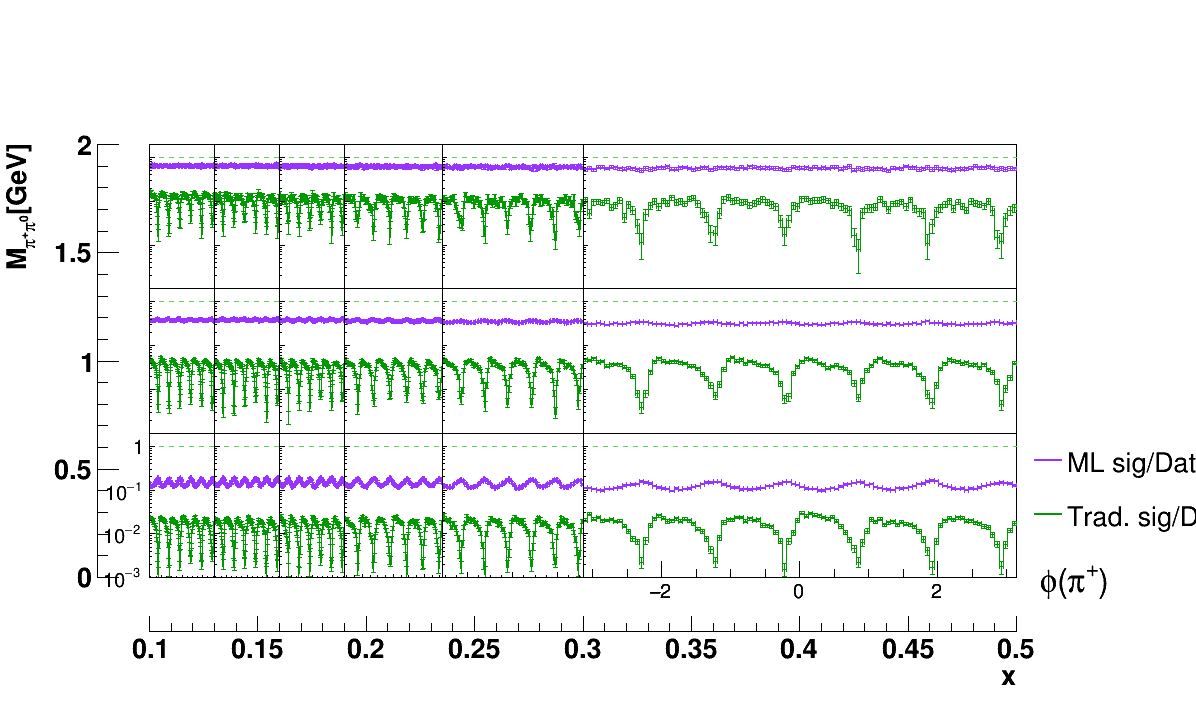 M_{π⁺π⁰}[GeV]
2
1.5
1
0.5
0
1
10⁻¹
10⁻²
10⁻³
ML sig/Dat
Trad. sig/D
−2 0 2
ϕ(π⁺)
0.1 0.15 0.2 0.25 0.3 0.35 0.4 0.45 0.5
x